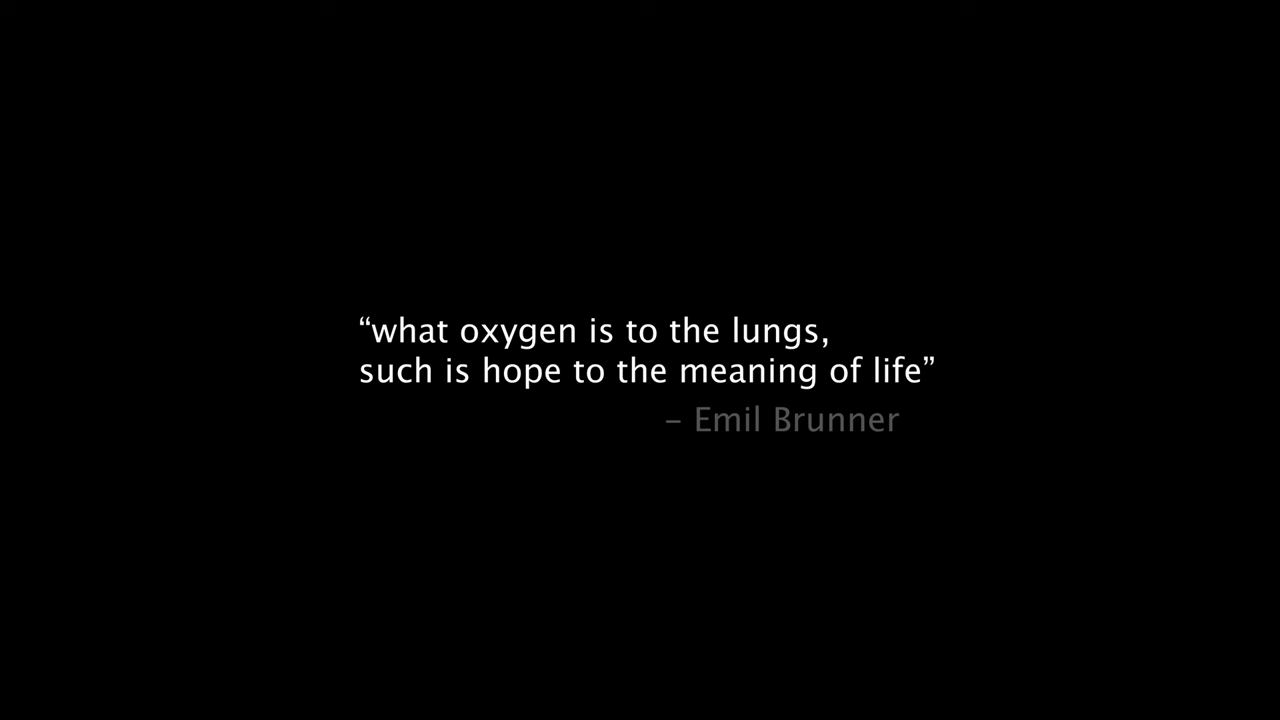 “what oxygen is to the lungs,
such is hope to the meaning of life”
– Emil Brunner